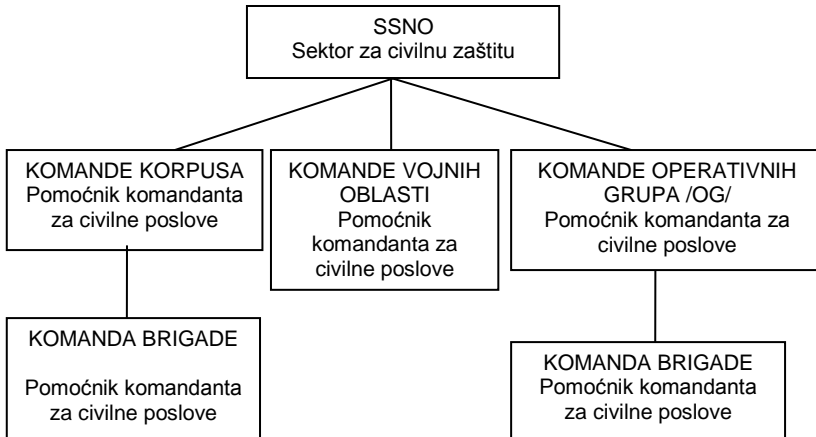 SSNO
Sektor za civilnu zaštitu
KOMANDE KORPUSA
Pomoćnik komandanta
za civilne poslove
KOMANDE VOJNIH
OBLASTI
Pomoćnik
komandanta za
civilne poslove
KOMANDE OPERATIVNIH
GRUPA /OG/
Pomoćnik komandanta za
civilne poslove
KOMANDA BRIGADE
Pomoćnik komandanta
za civilne poslove
KOMANDA BRIGADE
Pomoćnik komandanta
za civilne poslove